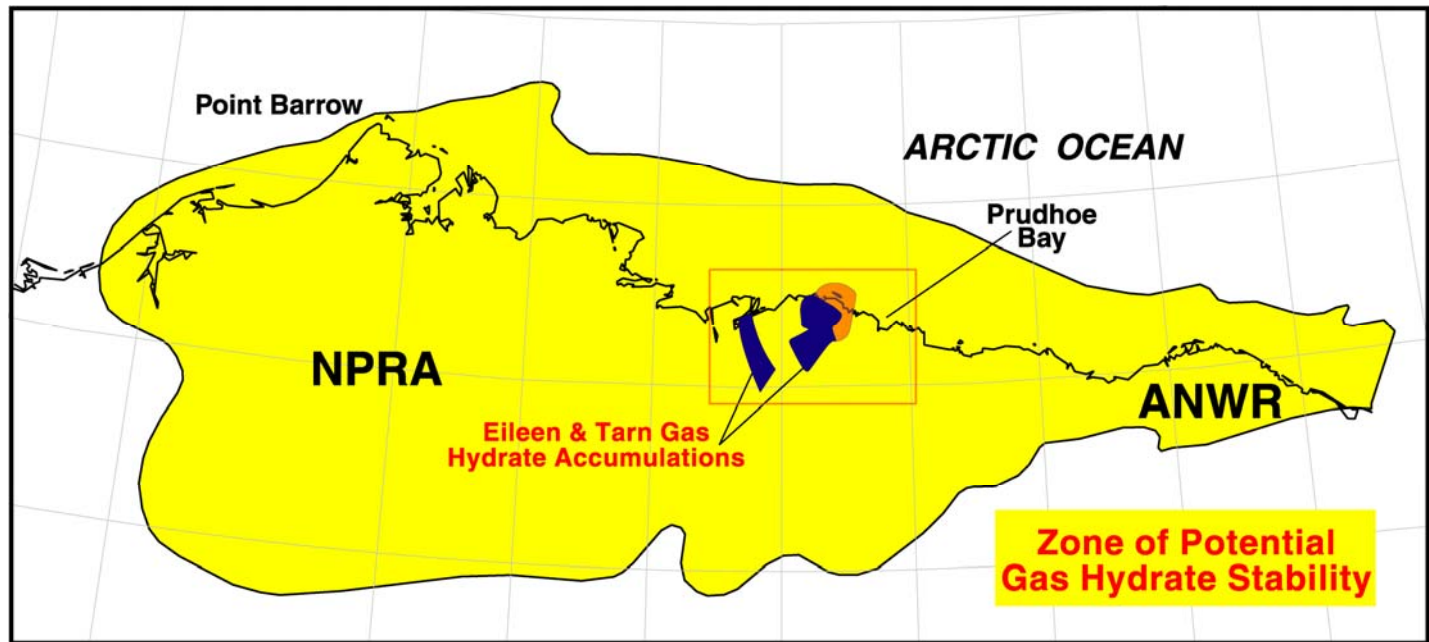 Point Barrow
ARCTIC OCEAN
Prudhoe
Bay
NPRA
ANWR
Eileen & Tarn Gas
Hydrate Accumulations
Zone of Potential
Gas Hydrate Stability